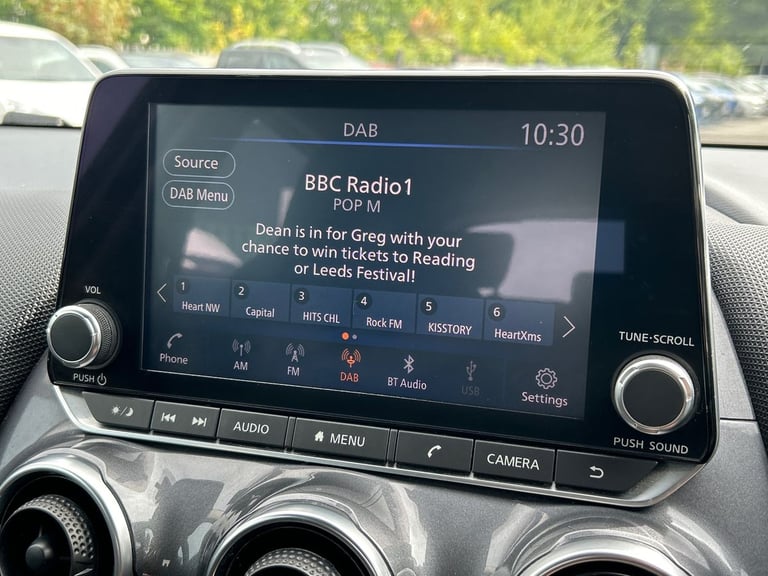 DAB
10:30
Source
DAB Menu
BBC Radio1
POP M
Dean is in for Greg with your
chance to win tickets to Reading
or Leeds Festival!
1
Heart NW
2
Capital
3
HITS CHL
4
Rock FM
5
KISSTORY
6
HeartXms
Phone
AM
FM
DAB
BT Audio
USB
Settings
VOL
PUSH
TUNE·SCROLL
PUSH SOUND
AUDIO
MENU
CAMERA